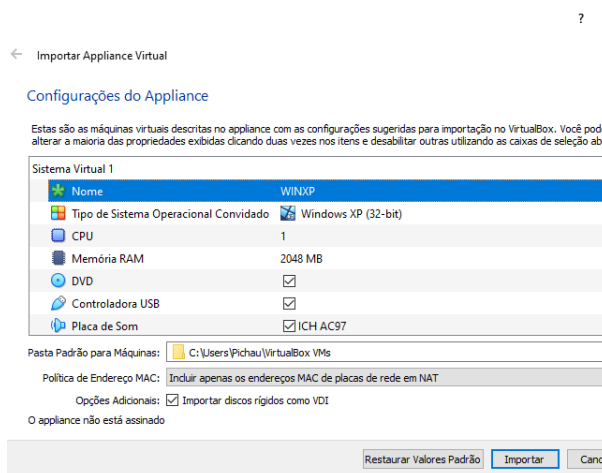 ?
Importar Appliance Virtual
Configurações do Appliance
Estas são as máquinas virtuais descritas no appliance com as configurações sugeridas para importação no VirtualBox. Você pod
alterar a maioria das propriedades exibidas clicando duas vezes nos itens e desabilitar outras utilizando as caixas de seleção ab
Sistema Virtual 1
Nome WINXP
Tipo de Sistema Operacional Convidado Windows XP (32-bit)
CPU 1
Memória RAM 2048 MB
DVD
Controladora USB
Placa de Som ICH AC97
Pasta Padrão para Máquinas: C:\Users\Pichau\VirtualBox VMs
Política de Endereço MAC: Incluir apenas os endereços MAC de placas de rede em NAT
Opções Adicionais: Importar discos rígidos como VDI
O appliance não está assinado
Restaurar Valores Padrão Importar Canc